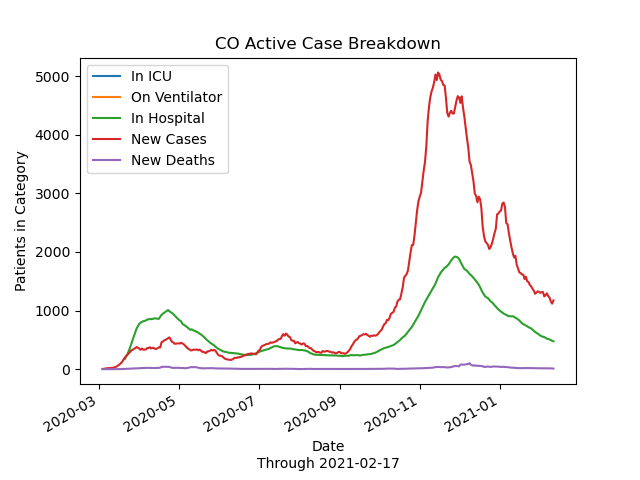 CO Active Case Breakdown
In ICU
On Ventilator
In Hospital
New Cases
New Deaths
Patients in Category
5000
4000
3000
2000
1000
0
2020-03
2020-05
2020-07
2020-09
2020-11
2021-01
Date
Through 2021-02-17